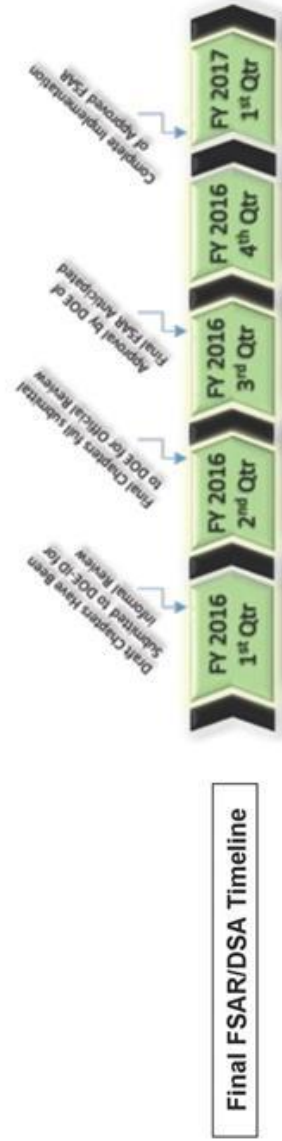 Final FSAR/DSA Timeline
Draft Chapters Have Been
Submitted to DOE-ID for
Informal Review
Final Chapters full submittal
to DOE for Official Review
Approval by DOE of
Final FSAR Anticipated
Complete Implementation
of Approved FSAR
FY 2016
1st Qtr
FY 2016
2nd Qtr
FY 2016
3rd Qtr
FY 2016
4th Qtr
FY 2017
1st Qtr